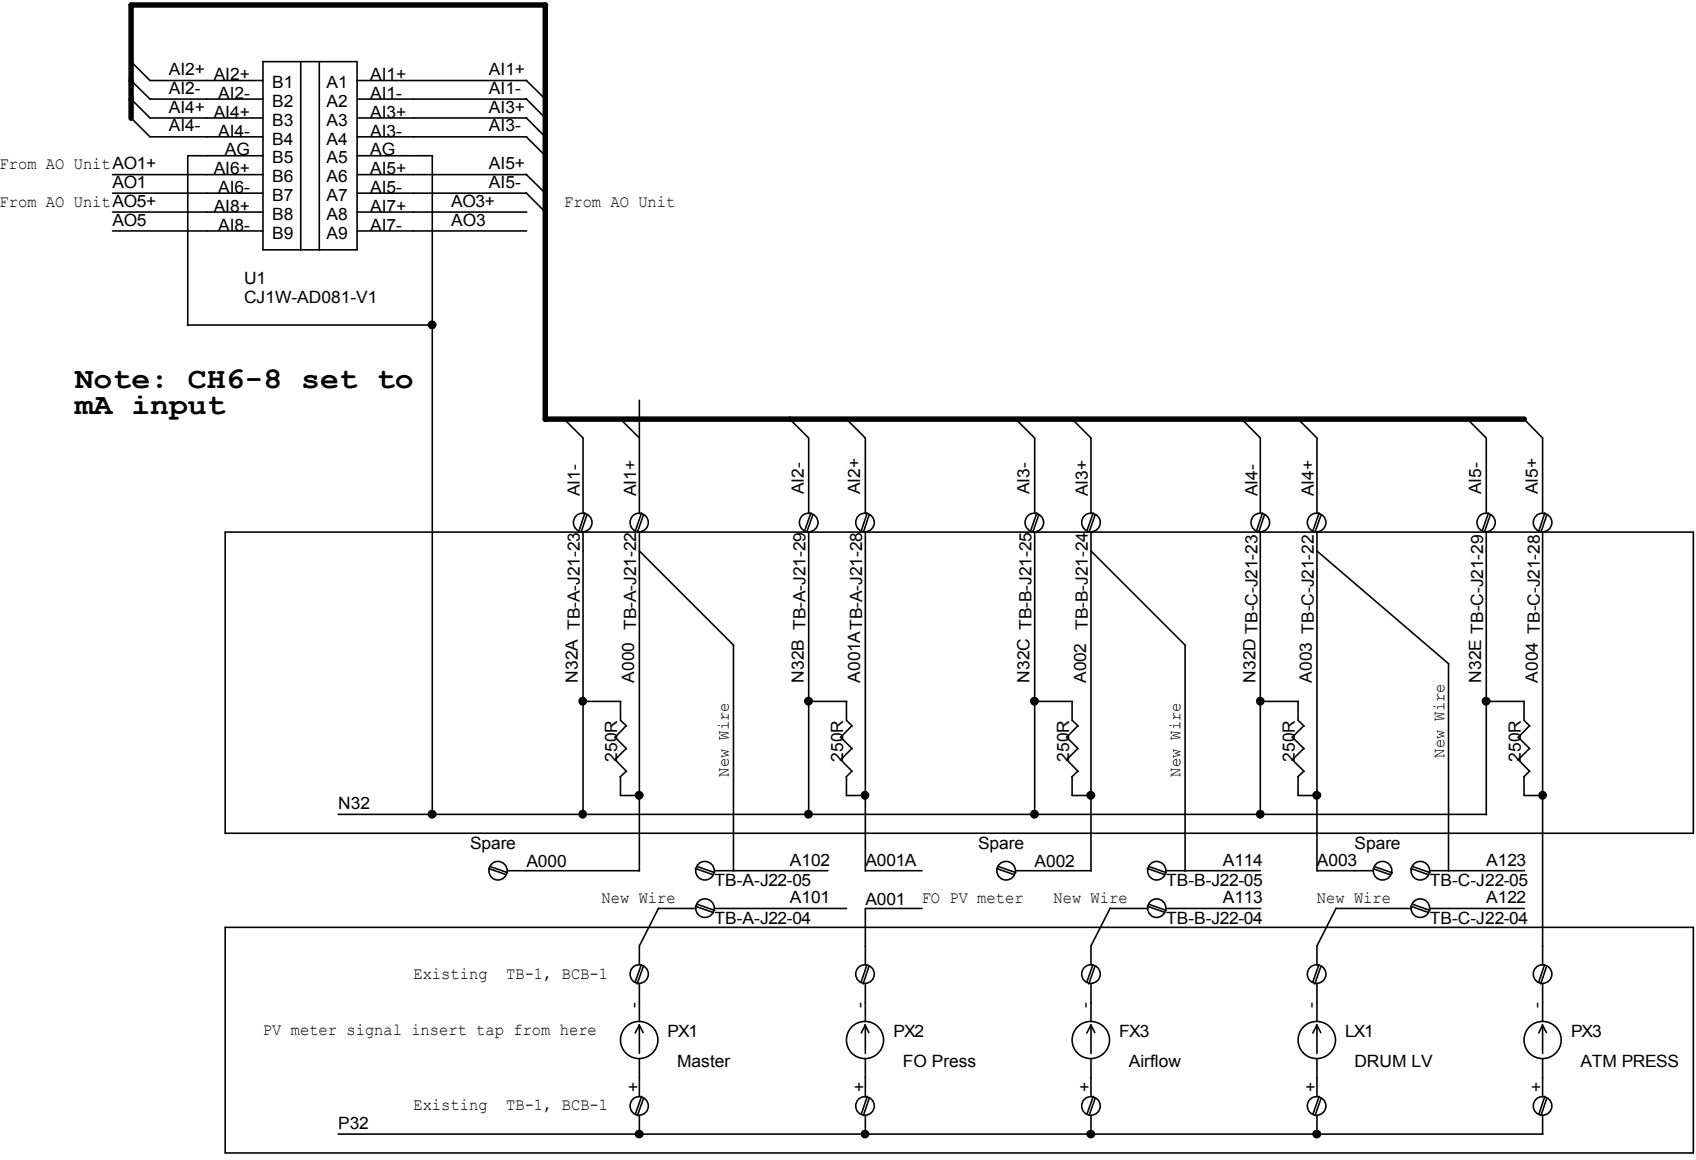 AI2+ AI2+ B1 A1 AI1+ AI1+
AI2- AI2- B2 A2 AI1- AI1-
AI4+ AI4+ B3 A3 AI3+ AI3+
AI4- AI4- B4 A4 AI3- AI3-
AG B5 A5 AG
From AO Unit AO1+ AI6+ B6 A6 AI5+ AI5+
AO1 AI6- B7 A7 AI5- AI5-
From AO Unit AO5+ AI8+ B8 A8 AI7+ AO3+ From AO Unit
AO5 AI8- B9 A9 AI7- AO3
U1
CJ1W-AD081-V1
Note: CH6-8 set to
mA input
AI1- AI1+ AI2- AI2+ AI3- AI3+ AI4- AI4+ AI5- AI5+
N32A TB-A-J21-23
A000 TB-A-J21-22
N32B TB-A-J21-29
A001A TB-A-J21-28
N32C TB-B-J21-25
A002 TB-B-J21-24
N32D TB-C-J21-23
A003 TB-C-J21-22
N32E TB-C-J21-29
A004 TB-C-J21-28
250R New Wire 250R 250R New Wire 250R New Wire 250R
N32
Spare Spare Spare
A000 A102 A001A A002 A114 A003 A123
TB-A-J22-05 TB-B-J22-05 TB-C-J22-05
New Wire A101 A001 FO PV meter New Wire A113 New Wire A122
TB-A-J22-04 TB-B-J22-04 TB-C-J22-04
Existing TB-1, BCB-1
- - - - -
PV meter signal insert tap from here PX1 PX2 FX3 LX1 PX3
Master FO Press Airflow DRUM LV ATM PRESS
+ + + + +
Existing TB-1, BCB-1
P32